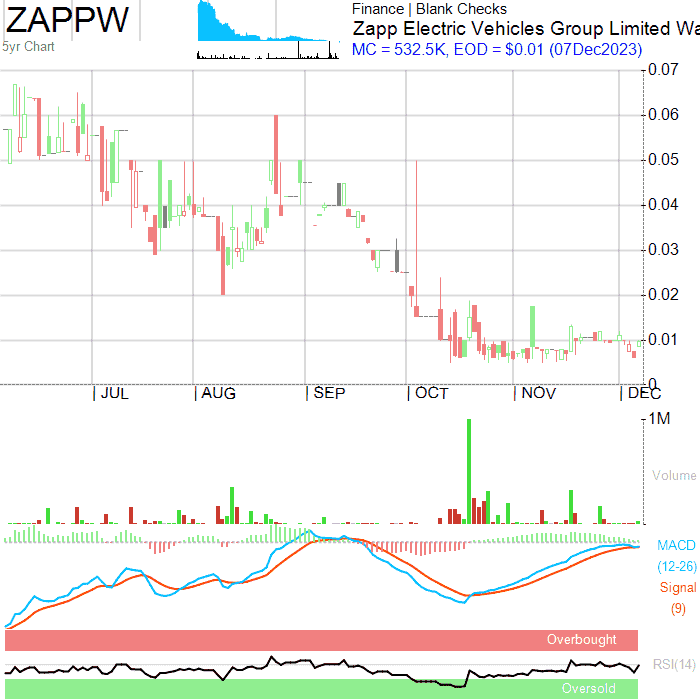 ZAPPW
5yr Chart
Finance | Blank Checks
Zapp Electric Vehicles Group Limited Wa
MC = 532.5K, EOD = $0.01 (07Dec2023)
0.07
0.06
0.05
0.04
0.03
0.02
0.01
0
| JUL | AUG | SEP | OCT | NOV | DEC
1M
Volume
MACD
(12-26)
Signal
(9)
Overbought
RSI(14)
Oversold